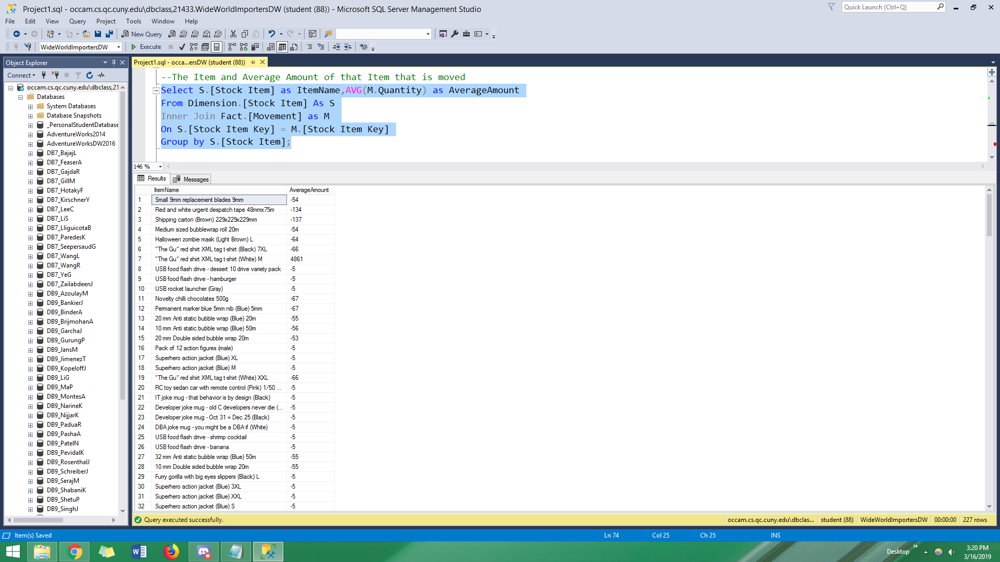 Project1.sql - occam.cs.qc.cuny.edu\dbclass,21433.WideWorldImportersDW (student (88)) - Microsoft SQL Server Management Studio
Quick Launch (Ctrl+Q)
File Edit View Query Project Tools Window Help
New Query
MDX DMX XMLA DAX
WideWorldImportersDW
Execute
Object Explorer
Connect
occam.cs.qc.cuny.edu\dbclass,21
Databases
System Databases
Database Snapshots
_PersonalStudentDatabase
AdventureWorks2014
AdventureWorksDW2016
DB7_BajajL
DB7_FeaserA
DB7_GajdaR
DB7_GillM
DB7_HotakyF
DB7_KirschnerY
DB7_LeeC
DB7_LiS
DB7_LliguicotaB
DB7_ParedesK
DB7_SeepersaudG
DB7_WangL
DB7_WangR
DB7_YeG
DB7_ZailabdeenJ
DB9_AzoulayM
DB9_BankierJ
DB9_BinderA
DB9_BrijmohanA
DB9_GarchaJ
DB9_GurungP
DB9_JansM
DB9_JimenezT
DB9_KopeloffJ
DB9_LiG
DB9_MaP
DB9_MontesA
DB9_NarineK
DB9_NijjarK
DB9_PaduaR
DB9_PashaA
DB9_PatelN
DB9_PevidalK
DB9_RosenthalJ
DB9_SchreiberJ
DB9_SerajM
DB9_ShabaniK
DB9_ShetuP
DB9_SinghJ
Project1.sql - occa...ersDW (student (88))
--The Item and Average Amount of that Item that is moved
Select S.[Stock Item] as ItemName,AVG(M.Quantity) as AverageAmount
From Dimension.[Stock Item] As S
Inner Join Fact.[Movement] as M
On S.[Stock Item Key] = M.[Stock Item Key]
Group by S.[Stock Item];
146 %
Results Messages
ItemName AverageAmount
1 Small 9mm replacement blades 9mm -54
2 Red and white urgent despatch tape 48mmx75m -134
3 Shipping carton (Brown) 229x229x229mm -137
4 Medium sized bubblewrap roll 20m -54
5 Halloween zombie mask (Light Brown) L -64
6 "The Gu" red shirt XML tag t-shirt (Black) 7XL -66
7 "The Gu" red shirt XML tag t-shirt (White) M 4861
8 USB food flash drive - dessert 10 drive variety pack -5
9 USB food flash drive - hamburger -5
10 USB rocket launcher (Gray) -5
11 Novelty chilli chocolates 500g -67
12 Permanent marker blue 5mm nib (Blue) 5mm -67
13 20 mm Anti static bubble wrap (Blue) 20m -55
14 10 mm Anti static bubble wrap (Blue) 50m -56
15 20 mm Double sided bubble wrap 20m -53
16 Pack of 12 action figures (male) -5
17 Superhero action jacket (Blue) XL -5
18 Superhero action jacket (Blue) M -5
19 "The Gu" red shirt XML tag t-shirt (White) XXL -66
20 RC toy sedan car with remote control (Pink) 1/50 ... -5
21 IT joke mug - that behavior is by design (Black) -5
22 Developer joke mug - old C developers never die (... -5
23 Developer joke mug - Oct 31 = Dec 25 (Black) -5
24 DBA joke mug - you might be a DBA if (White) -5
25 USB food flash drive - shrimp cocktail -5
26 USB food flash drive - banana -5
27 32 mm Anti static bubble wrap (Blue) 50m -55
28 10 mm Double sided bubble wrap 20m -55
29 Furry gorilla with big eyes slippers (Black) L -5
30 Superhero action jacket (Blue) 3XL -5
31 Superhero action jacket (Blue) XXL -5
32 Superhero action jacket (Blue) S -5
Query executed successfully. occam.cs.qc.cuny.edu\dbclas... student (88) WideWorldImportersDW 00:00:00 227 rows
Item(s) Saved Ln 74 Col 25 Ch 25 INS
Desktop
3:20 PM
3/16/2019